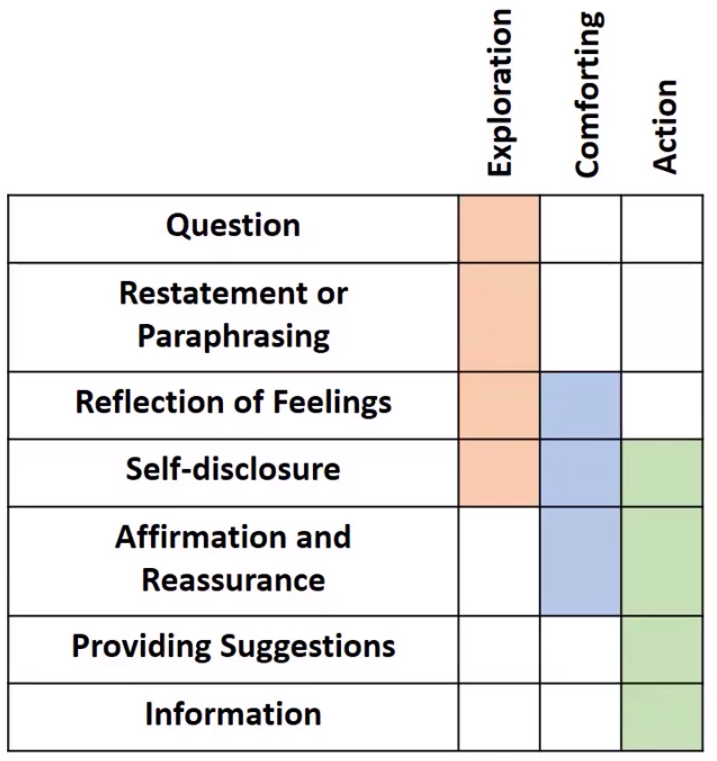 Exploration
Comforting
Action
Question
Restatement or
Paraphrasing
Reflection of Feelings
Self-disclosure
Affirmation and
Reassurance
Providing Suggestions
Information